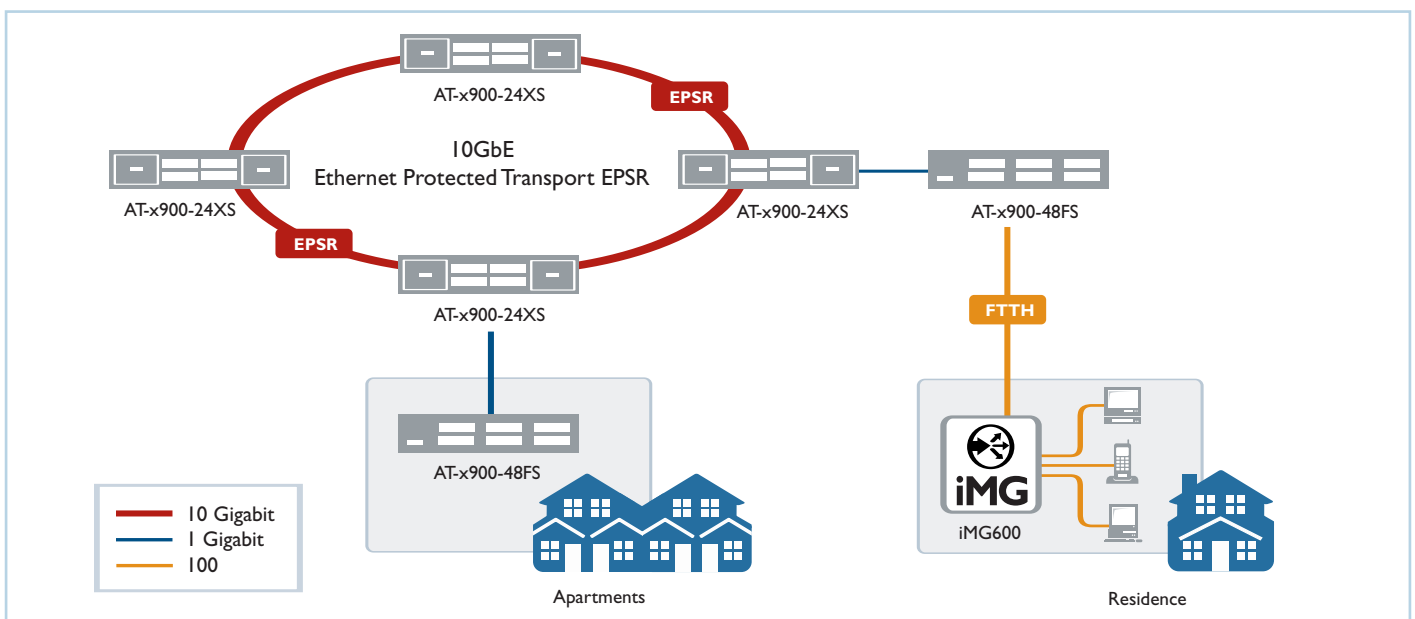 AT-x900-24XS
EPSR
10GbE
Ethernet Protected Transport EPSR
AT-x900-24XS
AT-x900-24XS
AT-x900-48FS
EPSR
AT-x900-24XS
FTTH
AT-x900-48FS
iMG
iMG600
10 Gigabit
1 Gigabit
100
Apartments
Residence